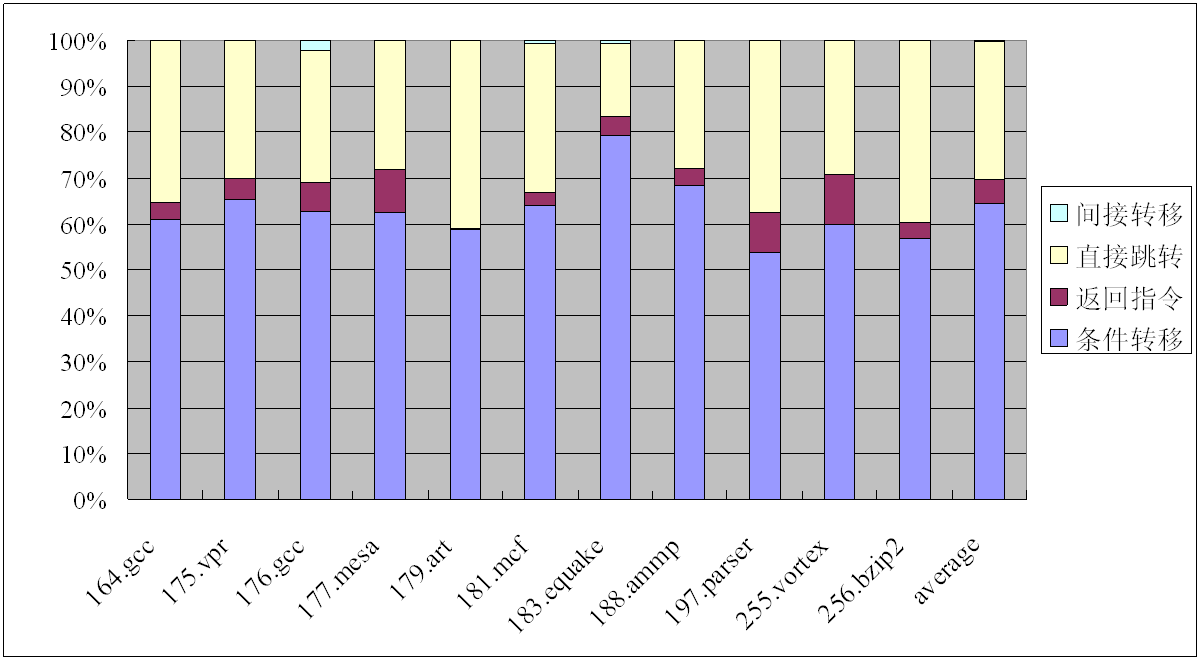 100%
90%
80%
70%
60%
50%
40%
30%
20%
10%
0%
164.gcc
175.vpr
176.gcc
177.mesa
179.art
181.mcf
183.equake
188.ammp
197.parser
255.vortex
256.bzip2
average
间接转移
直接跳转
返回指令
条件转移